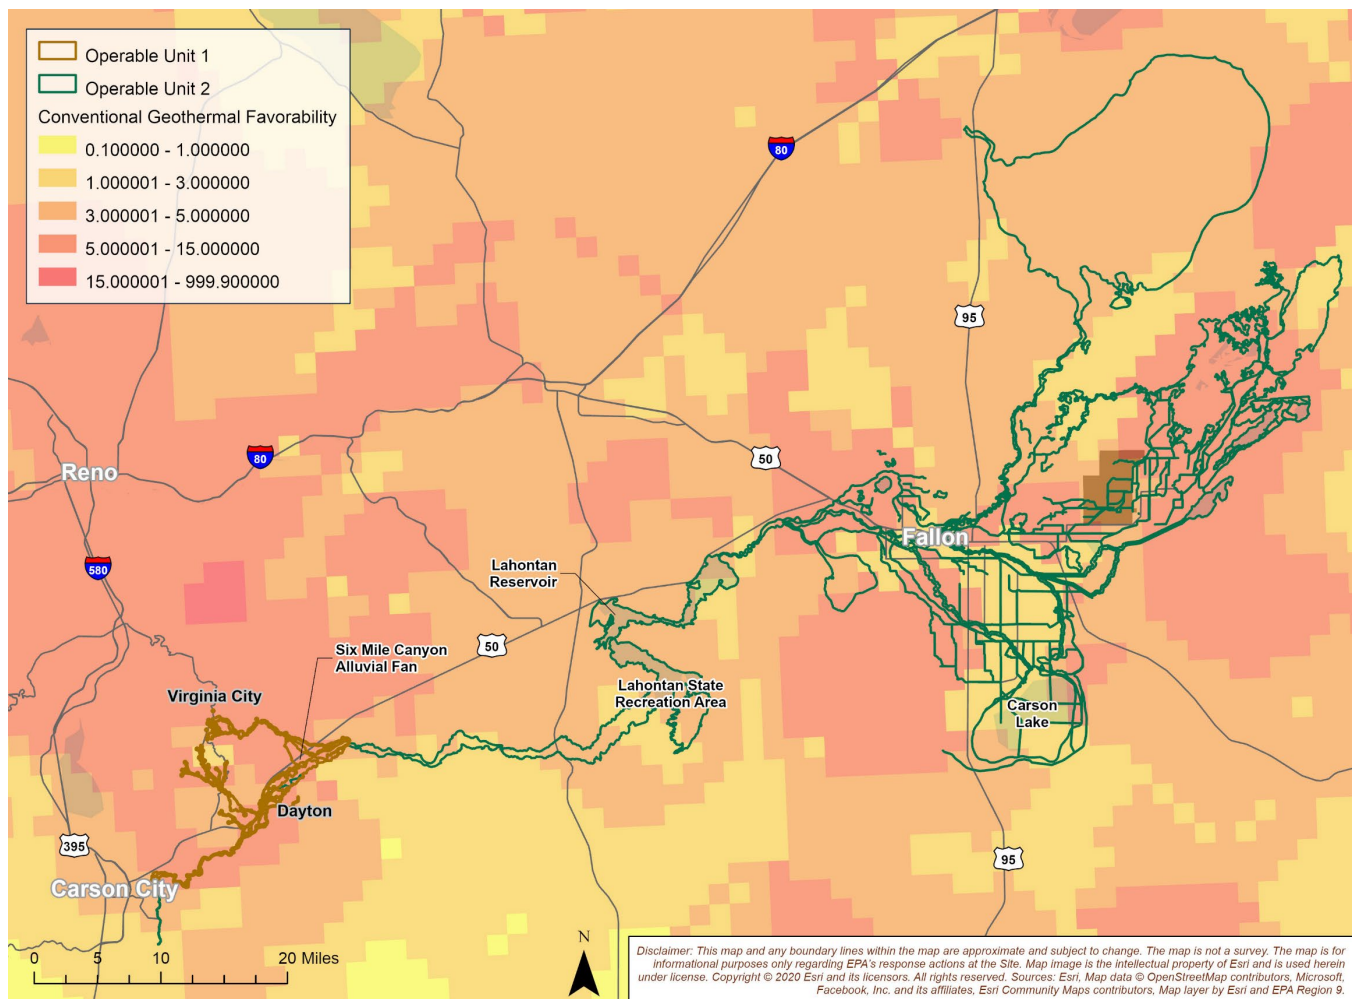 Operable Unit 1
Operable Unit 2
Conventional Geothermal Favorability
0.100000 - 1.000000
1.000001 - 3.000000
3.000001 - 5.000000
5.000001 - 15.000000
15.000001 - 999.900000
80
95
50
80
Reno
Fallon
580
Lahontan
Reservoir
50
Six Mile Canyon
Alluvial Fan
Virginia City
Lahontan State
Recreation Area
Carson
Lake
Dayton
395
95
Carson City
N
0 5 10 20 Miles
Disclaimer: This map and any boundary lines within the map are approximate and subject to change. The map is not a survey. The map is for
informational purposes only regarding EPA's response actions at the Site. Map image is the intellectual property of Esri and is used herein
under license. Copyright © 2020 Esri and its licensors. All rights reserved. Sources: Esri, Map data © OpenStreetMap contributors, Microsoft,
Facebook, Inc. and its affiliates, Esri Community Maps contributors, Map layer by Esri and EPA Region 9.